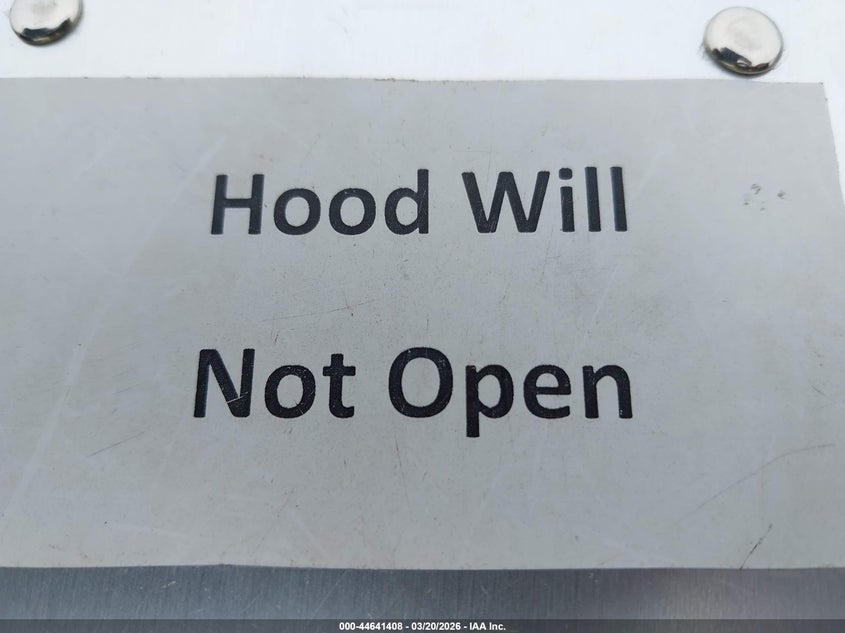 Hood Will
Not Open
000-44641408 - 03/20/2026 - IAA Inc.